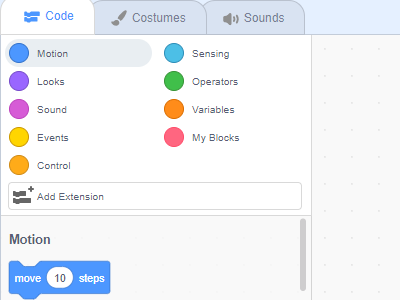 Code Costumes Sounds
Motion Sensing
Looks Operators
Sound Variables
Events My Blocks
Control
Add Extension
Motion
move 10 steps